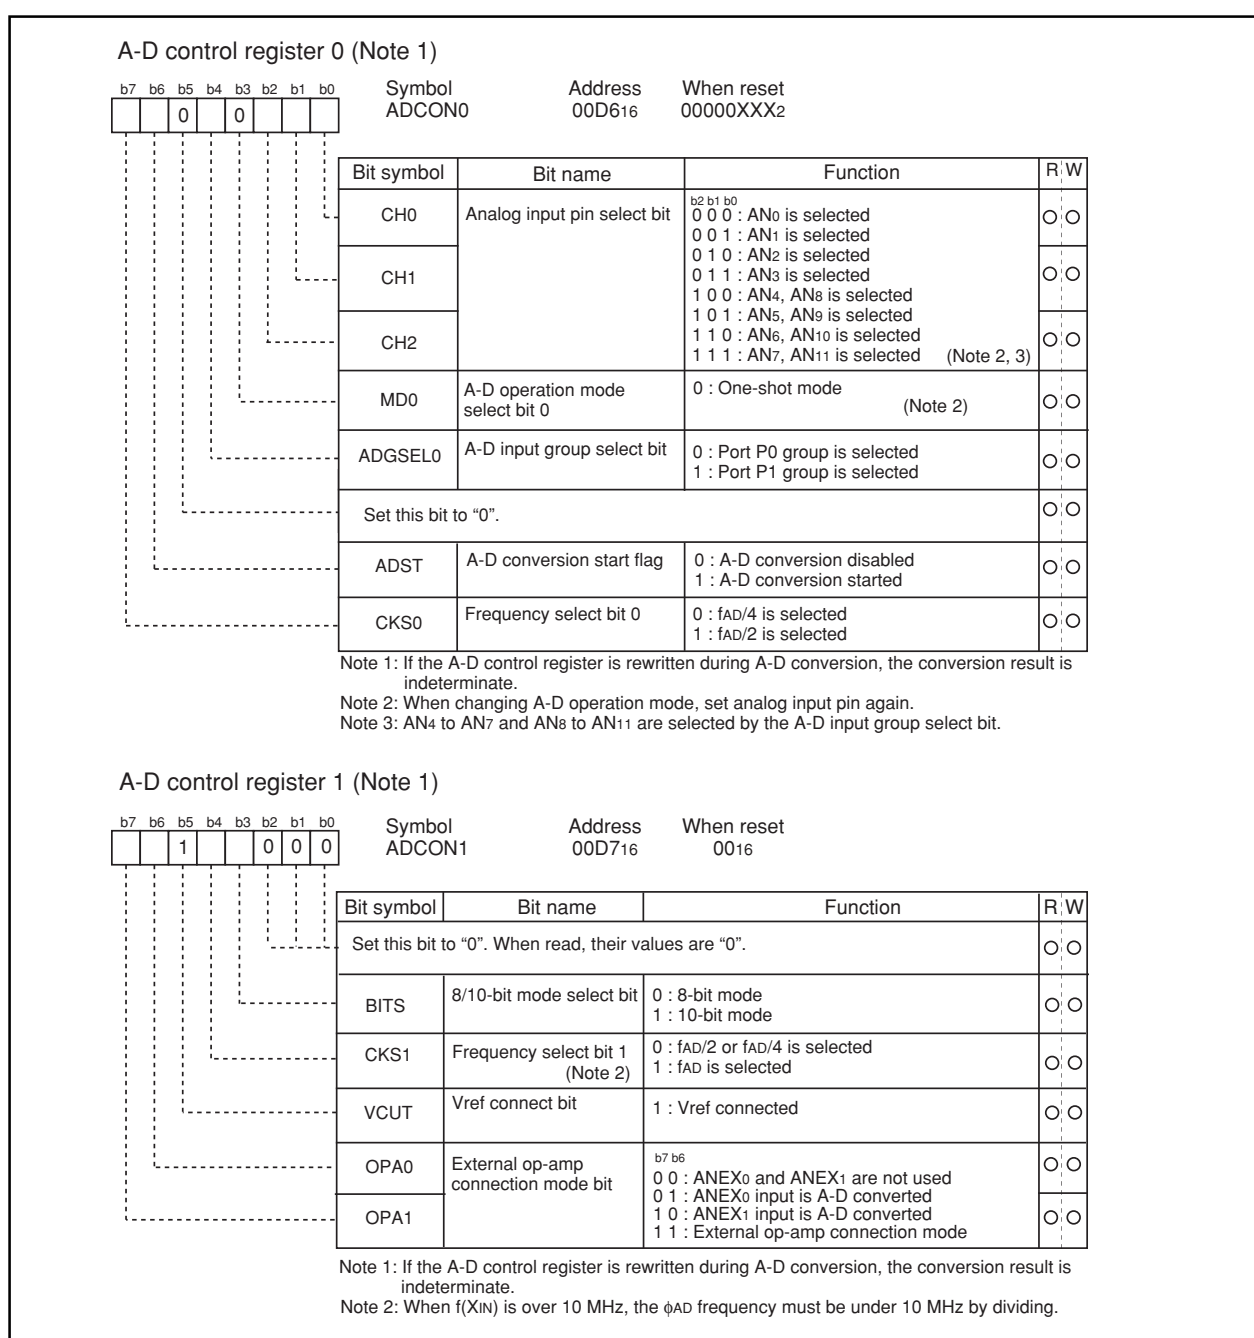 A-D control register 0 (Note 1)
b7 b6 b5 b4 b3 b2 b1 b0
0 0
Symbol Address When reset
ADCON0 00D616 00000XXX2
Bit symbol Bit name Function R W
CH0 Analog input pin select bit
b2 b1 b0
0 0 0 : AN0 is selected
0 0 1 : AN1 is selected
0 1 0 : AN2 is selected
CH1
0 1 1 : AN3 is selected
1 0 0 : AN4, AN8 is selected
1 0 1 : AN5, AN9 is selected
CH2
1 1 0 : AN6, AN10 is selected
1 1 1 : AN7, AN11 is selected (Note 2, 3)
MD0 A-D operation mode
select bit 0
0 : One-shot mode
(Note 2)
ADGSEL0 A-D input group select bit
0 : Port P0 group is selected
1 : Port P1 group is selected
Set this bit to “0”.
ADST A-D conversion start flag
0 : A-D conversion disabled
1 : A-D conversion started
CKS0 Frequency select bit 0
0 : fAD/4 is selected
1 : fAD/2 is selected
Note 1: If the A-D control register is rewritten during A-D conversion, the conversion result is
indeterminate.
Note 2: When changing A-D operation mode, set analog input pin again.
Note 3: AN4 to AN7 and AN8 to AN11 are selected by the A-D input group select bit.
A-D control register 1 (Note 1)
b7 b6 b5 b4 b3 b2 b1 b0
1 0 0 0
Symbol Address When reset
ADCON1 00D716 0016
Bit symbol Bit name Function R W
Set this bit to “0”. When read, their values are “0”.
BITS 8/10-bit mode select bit
0 : 8-bit mode
1 : 10-bit mode
CKS1 Frequency select bit 1
(Note 2)
0 : fAD/2 or fAD/4 is selected
1 : fAD is selected
VCUT Vref connect bit 1 : Vref connected
OPA0 External op-amp
connection mode bit
b7 b6
0 0 : ANEX0 and ANEX1 are not used
0 1 : ANEX0 input is A-D converted
OPA1
1 0 : ANEX1 input is A-D converted
1 1 : External op-amp connection mode
Note 1: If the A-D control register is rewritten during A-D conversion, the conversion result is
indeterminate.
Note 2: When f(XIN) is over 10 MHz, the ϕAD frequency must be under 10 MHz by dividing.